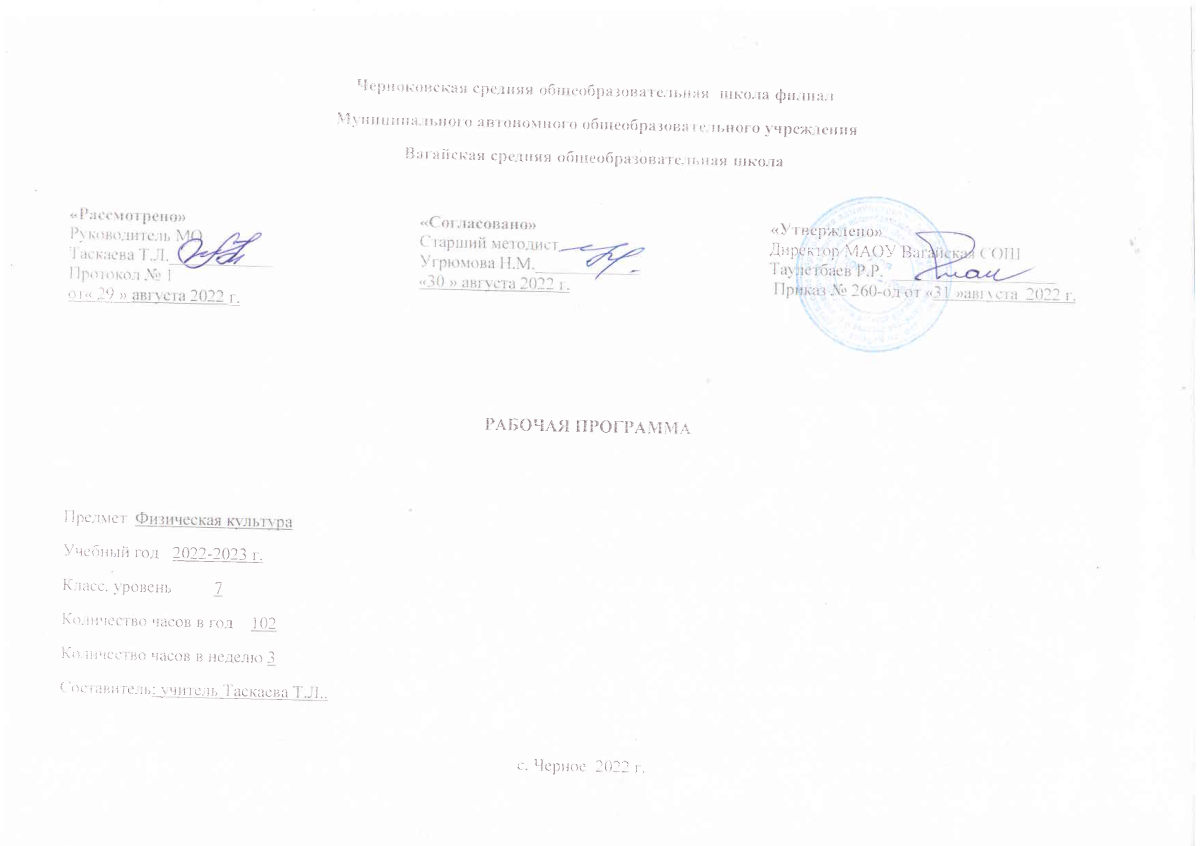 Черноковская средняя общеобразовательная школа филиал
Муниципального автономного общеобразовательного учреждения
Вагайская средняя общеобразовательная школа
«Рассмотрено»
Руководитель МО
Таскаева Т.Л.
Протокол № 1
от« 29 » августа 2022 г.
«Согласовано»
Старший методист
Угрюмова Н.М.
«30 » августа 2022 г.
«Утверждено»
Директор МАОУ Вагайская СОШ
Таулетбаев Р.Р.
Приказ № 260-од от «31 »августа 2022 г.
РАБОЧАЯ ПРОГРАММА
Предмет Физическая культура
Учебный год 2022-2023 г.
Класс, уровень 7
Количество часов в год 102
Количество часов в неделю 3
Составитель: учитель Таскаева Т.Л..
с. Черное 2022 г.